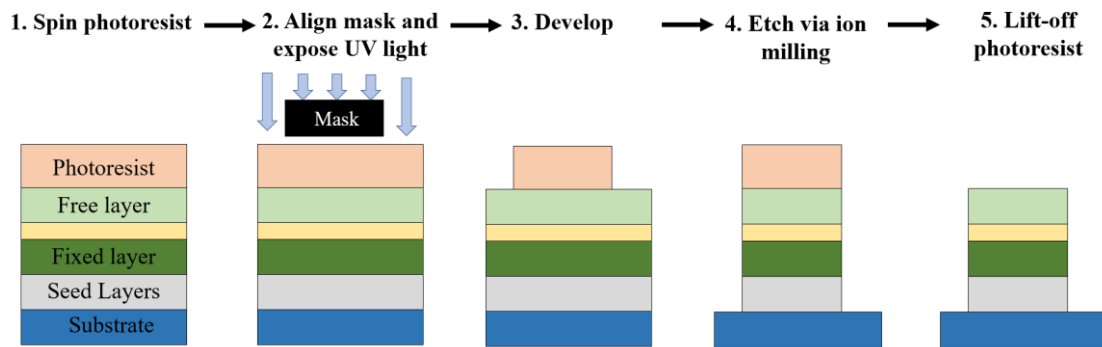 1. Spin photoresist
2. Align mask and
expose UV light
3. Develop
4. Etch via ion
milling
5. Lift-off
photoresist
Mask
Photoresist
Free layer
Fixed layer
Seed Layers
Substrate